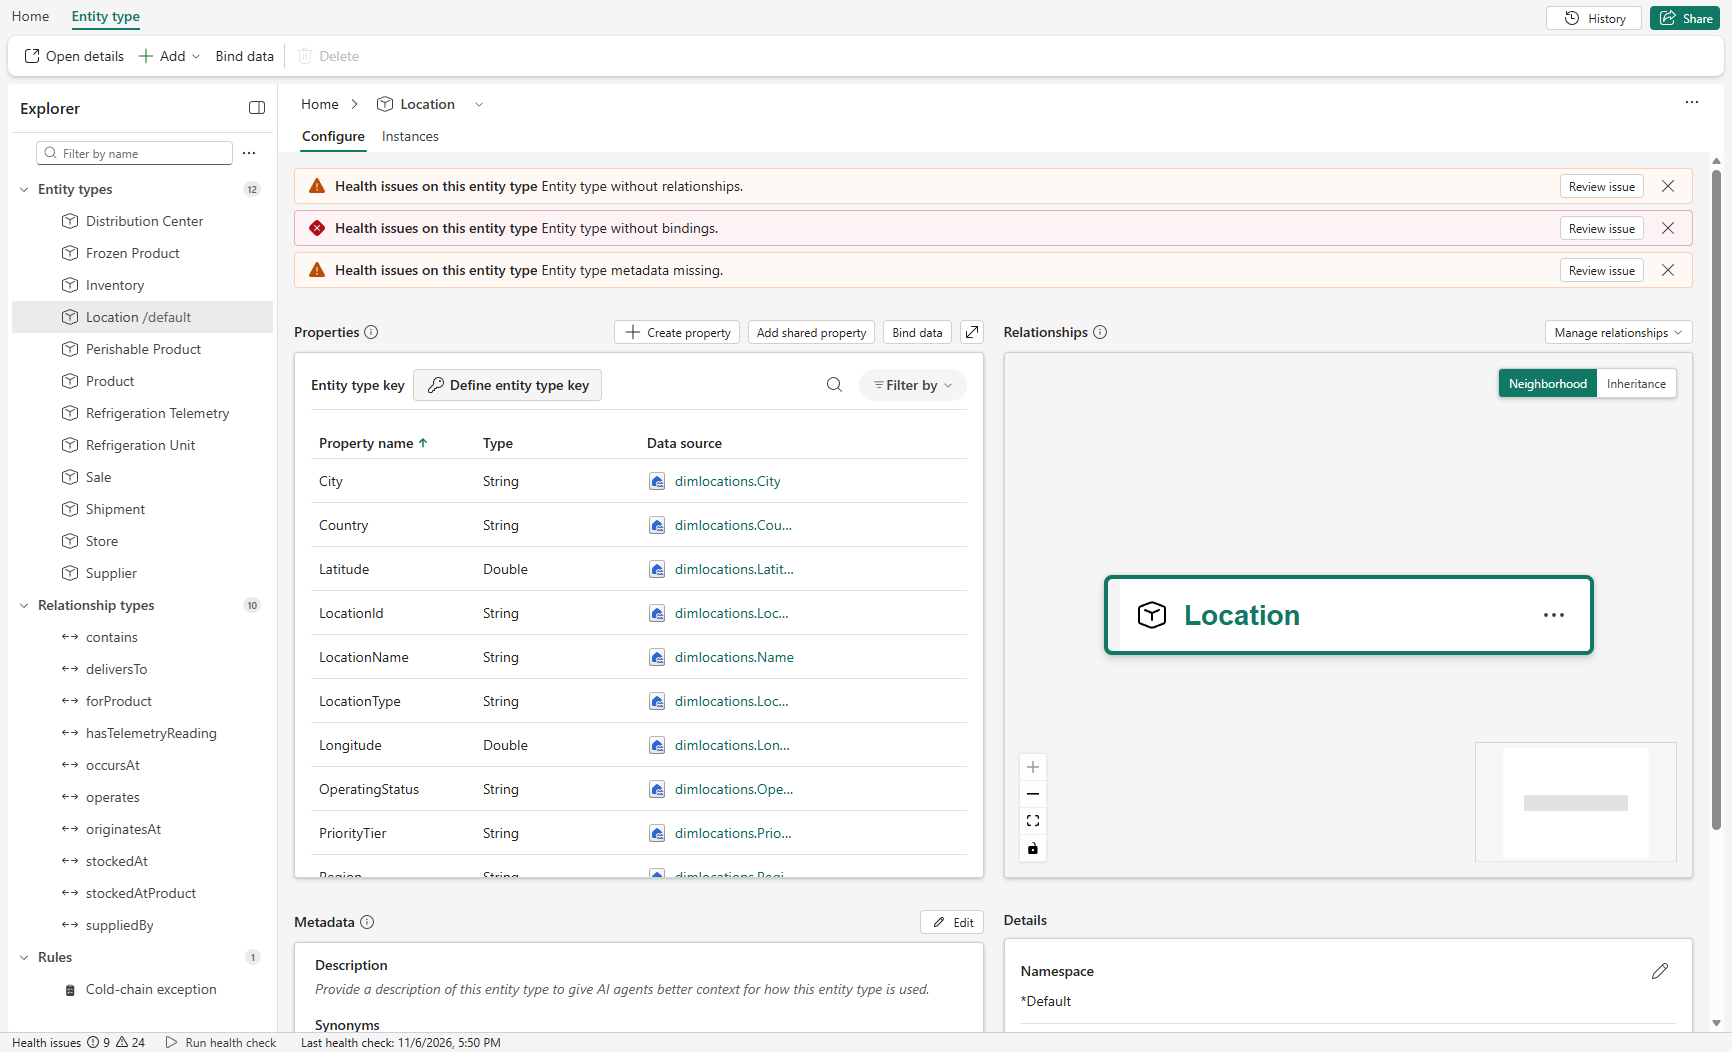 Home
Entity type
History
Share
Open details
Add
Bind data
Delete
Explorer
Filter by name
Entity types 12
Distribution Center
Frozen Product
Inventory
Location /default
Perishable Product
Product
Refrigeration Telemetry
Refrigeration Unit
Sale
Shipment
Store
Supplier
Relationship types 10
contains
deliversTo
forProduct
hasTelemetryReading
occursAt
operates
originatesAt
stockedAt
stockedAtProduct
suppliedBy
Rules 1
Cold-chain exception
Home
Location
Configure
Instances
Health issues on this entity type Entity type without relationships.
Review issue
Health issues on this entity type Entity type without bindings.
Review issue
Health issues on this entity type Entity type metadata missing.
Review issue
Properties
Create property
Add shared property
Bind data
Entity type key
Define entity type key
Filter by
Property name Type Data source
City String dimlocations.City
Country String dimlocations.Cou...
Latitude Double dimlocations.Latit...
LocationId String dimlocations.Loc...
LocationName String dimlocations.Name
LocationType String dimlocations.Loc...
Longitude Double dimlocations.Lon...
OperatingStatus String dimlocations.Ope...
PriorityTier String dimlocations.Prio...
Region String dimlocations.Regi...
Relationships
Manage relationships
Neighborhood
Inheritance
Location
Metadata
Edit
Description
Provide a description of this entity type to give AI agents better context for how this entity type is used.
Synonyms
Details
Namespace
*Default
Health issues 9 24
Run health check
Last health check: 11/6/2026, 5:50 PM